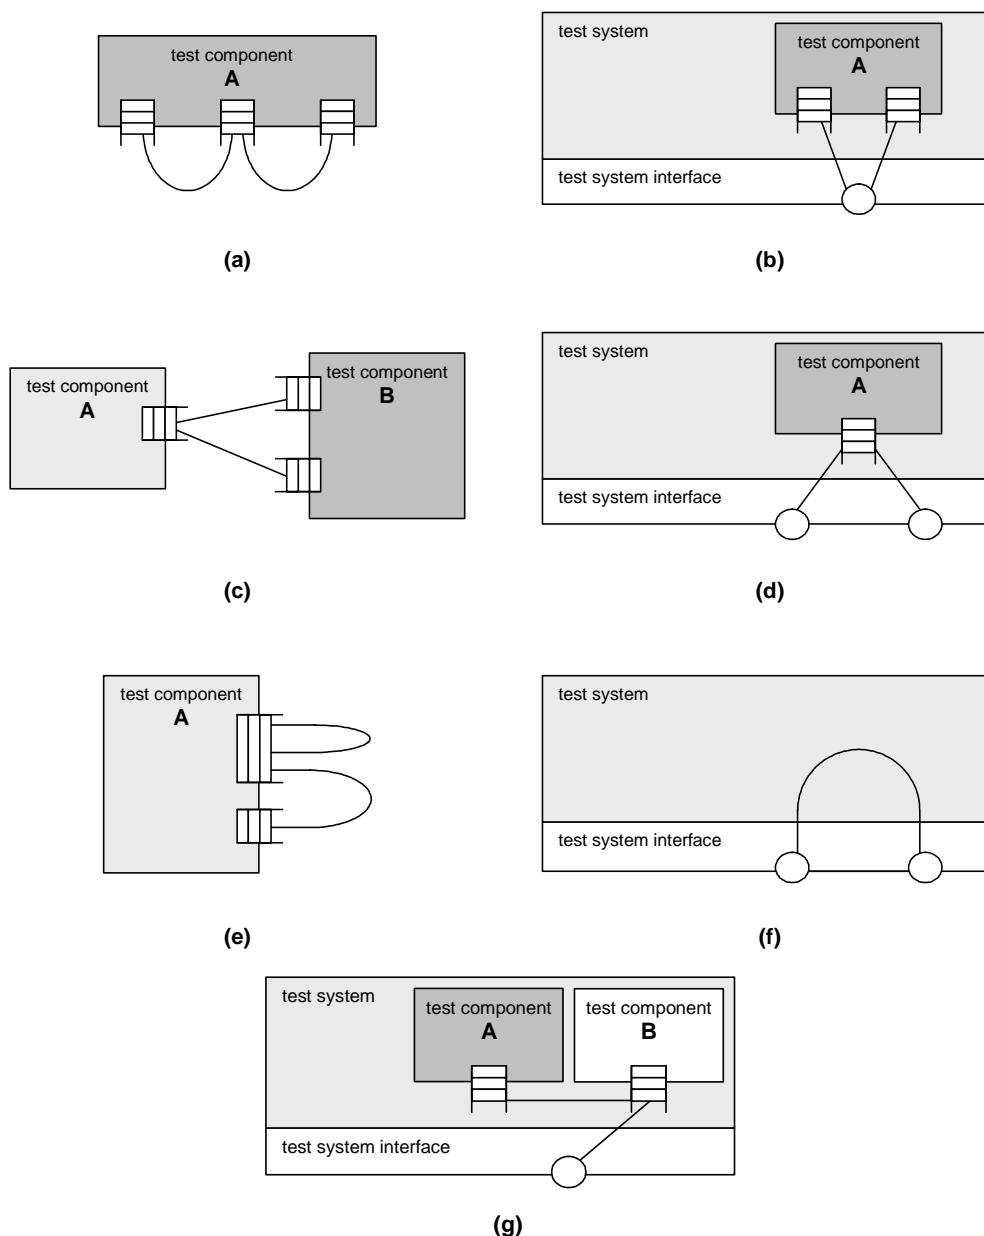 test component
A
(a)
test system
test component
A
test system interface
(b)
test component
A
test component
B
(c)
test system
test component
A
test system interface
(d)
test component
A
(e)
test system
test system interface
(f)
test system
test component
A
test component
B
test system interface
(g)